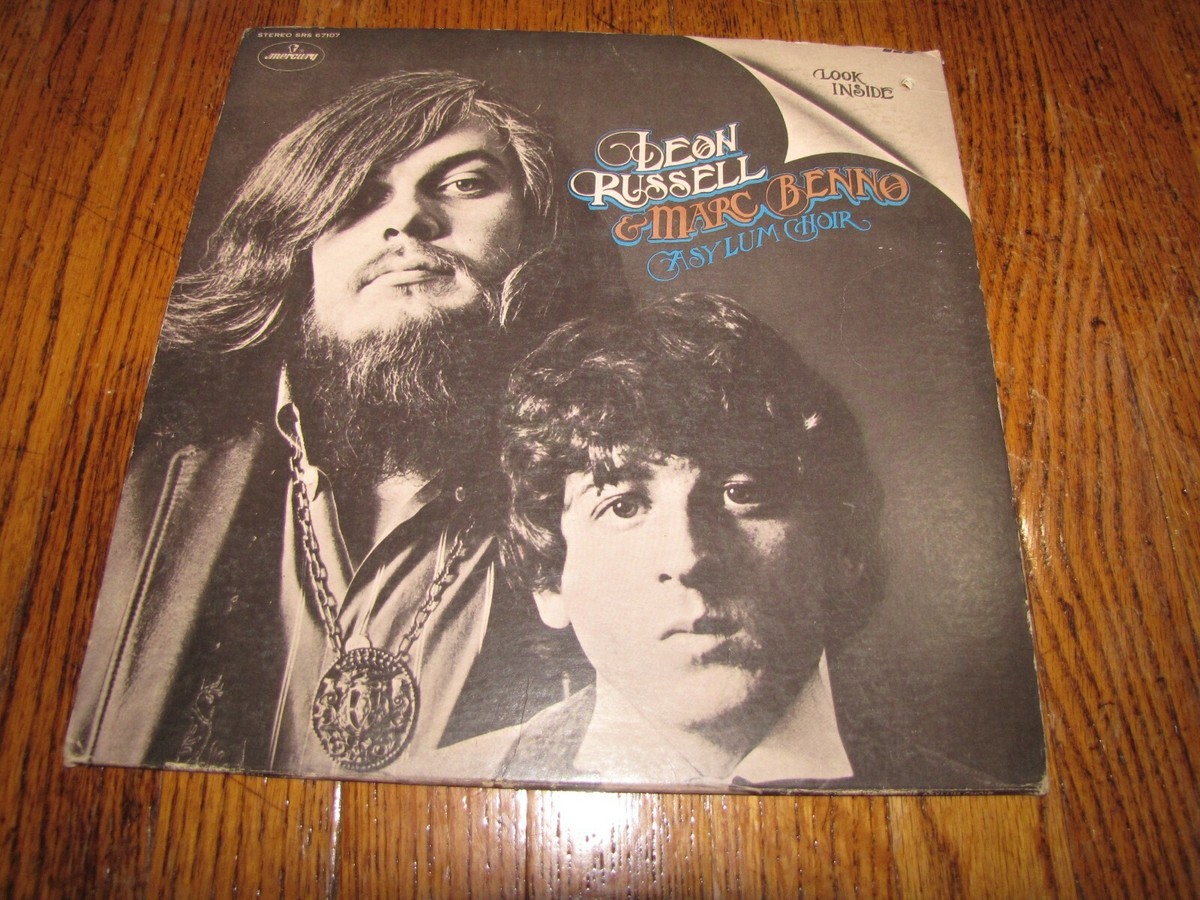 STEREO SRS 67107
mercury
LOOK
INSIDE
LEON
RUSSELL
& MARC BENNO
ASYLUM CHOIR